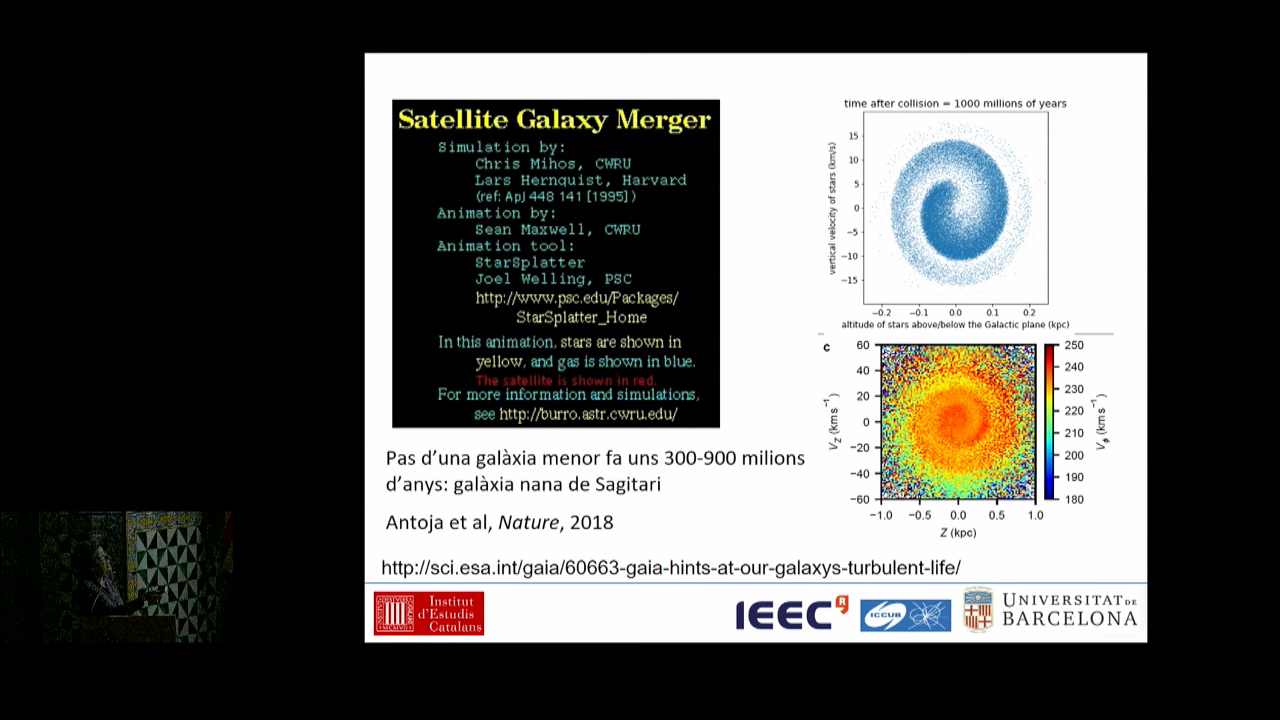 Satellite Galaxy Merger
Simulation by:
Chris Mihos, CWRU
Lars Hernquist, Harvard
(ref: ApJ 448 141 [1995])
Animation by:
Sean Maxwell, CWRU
Animation tool:
StarSplatter
Joel Welling, PSC
http://www.psc.edu/Packages/
StarSplatter_Home
In this animation, stars are shown in
yellow, and gas is shown in blue.
The satellite is shown in red.
For more information and simulations,
see http://burro.astr.cwru.edu/
time after collision = 1000 millions of years
vertical velocity of stars (km/s)
15
10
5
0
−5
−10
−15
−0.2 −0.1 0.0 0.1 0.2
altitude of stars above/below the Galactic plane (kpc)
c
V_Z (km s⁻¹)
60
40
20
0
−20
−40
−60
−1.0 −0.5 0.0 0.5 1.0
Z (kpc)
250
240
230
220
210
200
190
180
V_ϕ (km s⁻¹)
Pas d’una galàxia menor fa uns 300-900 milions
d’anys: galàxia nana de Sagitari
Antoja et al, Nature, 2018
http://sci.esa.int/gaia/60663-gaia-hints-at-our-galaxys-turbulent-life/
Institut
d'Estudis
Catalans
IEECR
ICCUB
UNIVERSITAT DE
BARCELONA